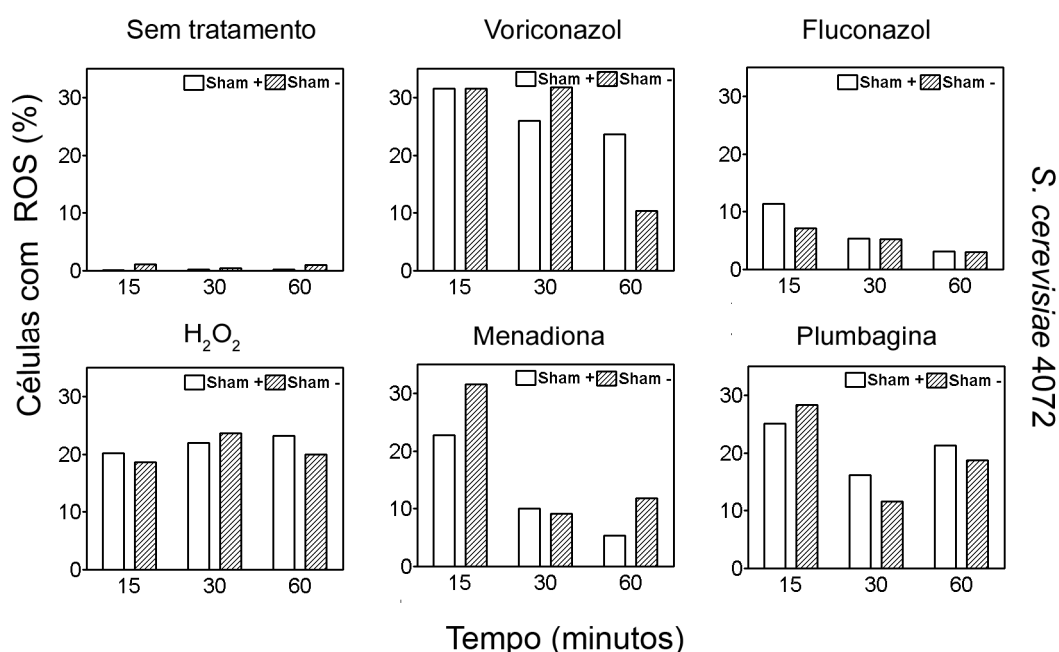 Sem tratamento
Voriconazol
Fluconazol
Sham + Sham -
Sham + Sham -
Sham + Sham -
30
20
10
0
30
20
10
0
30
20
10
0
15 30 60
15 30 60
15 30 60
Células com ROS (%)
S. cerevisiae 4072
H₂O₂
Menadiona
Plumbagina
Sham + Sham -
Sham + Sham -
Sham + Sham -
30
20
10
0
30
20
10
0
30
20
10
0
15 30 60
15 30 60
15 30 60
Tempo (minutos)